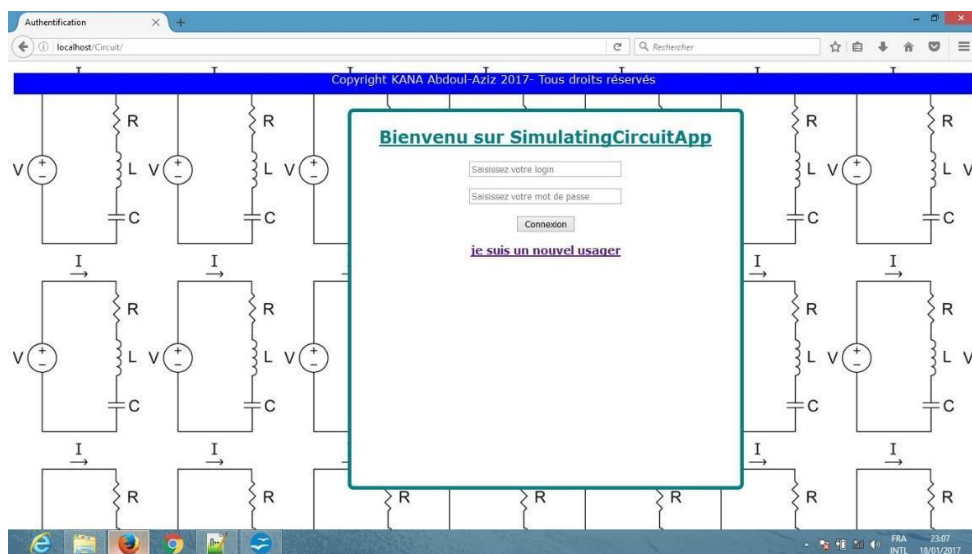 Authentification
localhost/Circuit/
Rechercher
Copyright KANA Abdoul-Aziz 2017- Tous droits réservés
Bienvenu sur SimulatingCircuitApp
Saisissez votre login
Saisissez votre mot de passe
Connexion
je suis un nouvel usager
R R R R
V L V L V L V L V
C C C C
I I I I
R R R R
V L V L V L V L V
C C C C
I I I I
R R R R R R R
FRA 23:07
INTL 18/01/2017